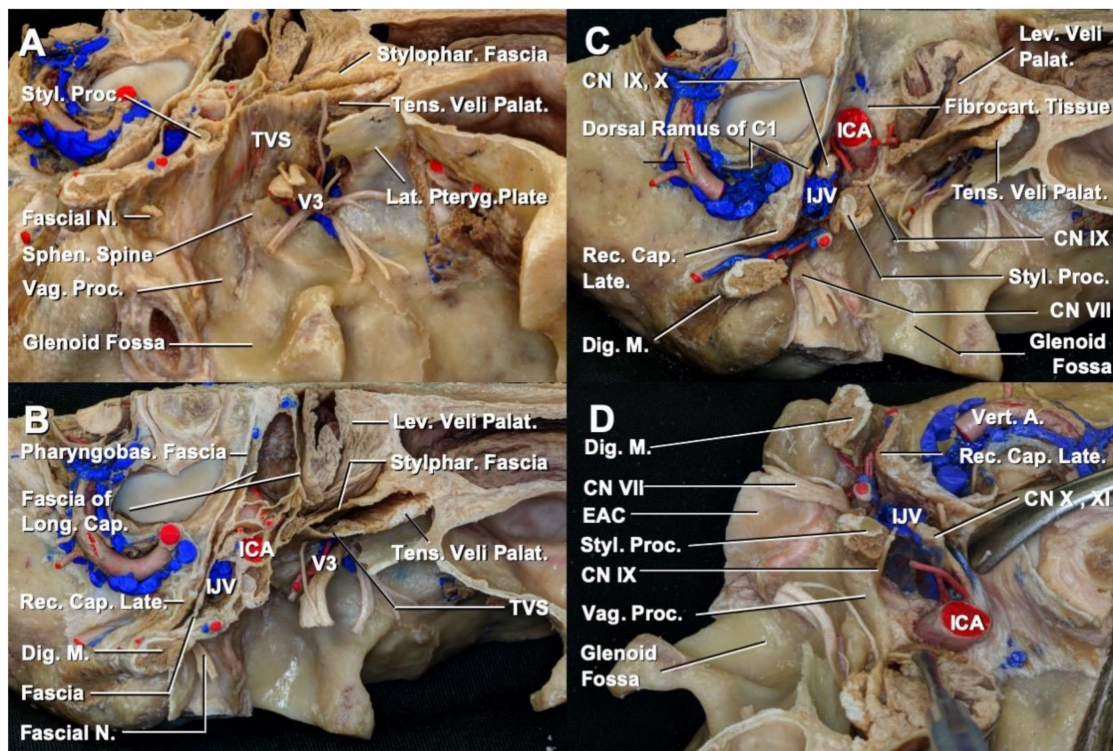 A
Stylophar. Fascia
Styl. Proc.
Tens. Veli Palat.
TVS
V3
Lat. Pteryg.Plate
Fascial N.
Sphen. Spine
Vag. Proc.
Glenoid Fossa
B
Lev. Veli Palat.
Pharyngobas. Fascia
Stylphar. Fascia
Fascia of
Long. Cap.
ICA
Tens. Veli Palat.
V3
IJV
Rec. Cap. Late.
TVS
Dig. M.
Fascia
Fascial N.
C
Lev. Veli
Palat.
CN IX, X
Fibrocart. Tissue
Dorsal Ramus of C1
ICA
IJV
Tens. Veli Palat.
Rec. Cap.
Late.
CN IX
Styl. Proc.
CN VII
Dig. M.
Glenoid
Fossa
D
Vert. A.
Dig. M.
Rec. Cap. Late.
CN VII
CN X , XI
EAC
IJV
Styl. Proc.
CN IX
Vag. Proc.
ICA
Glenoid
Fossa